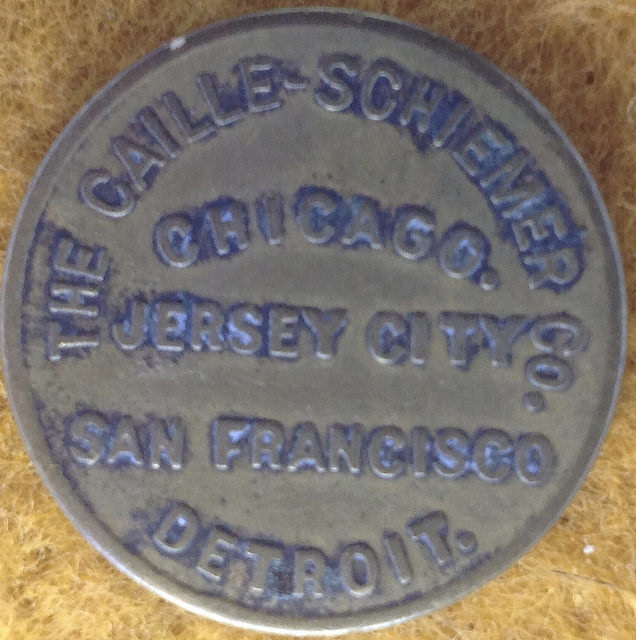 THE CAILLE-SCHIEMER CO.
CHICAGO.
JERSEY CITY
SAN FRANCISCO
DETROIT.